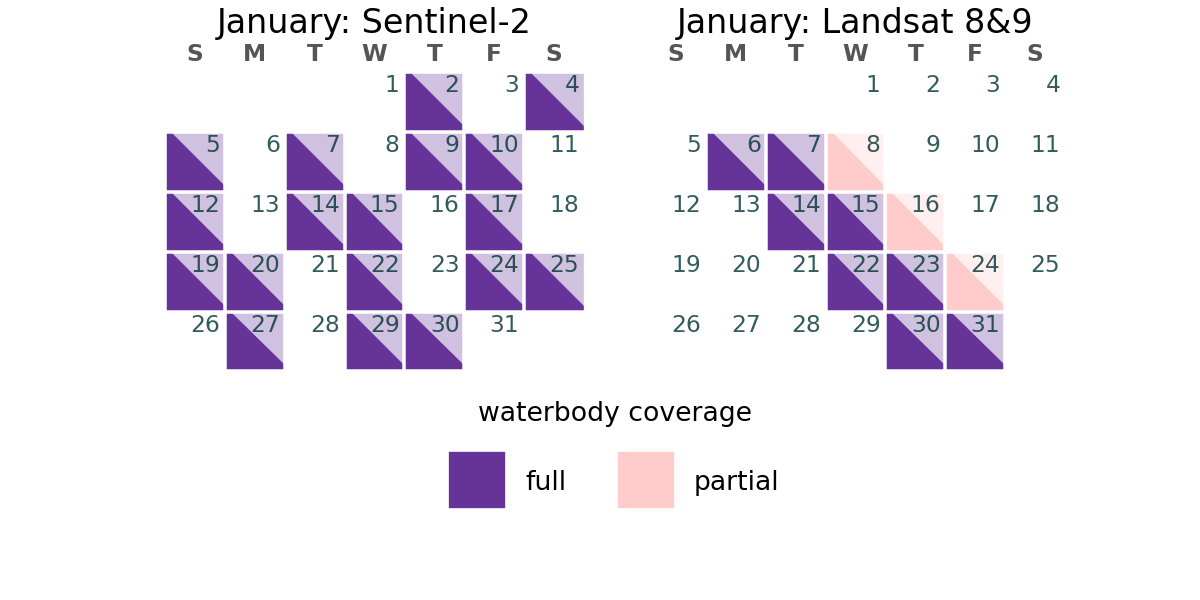 January: Sentinel-2
S M T W T F S
1 2 3 4
5 6 7 8 9 10 11
12 13 14 15 16 17 18
19 20 21 22 23 24 25
26 27 28 29 30 31
January: Landsat 8&9
S M T W T F S
1 2 3 4
5 6 7 8 9 10 11
12 13 14 15 16 17 18
19 20 21 22 23 24 25
26 27 28 29 30 31
waterbody coverage
full partial